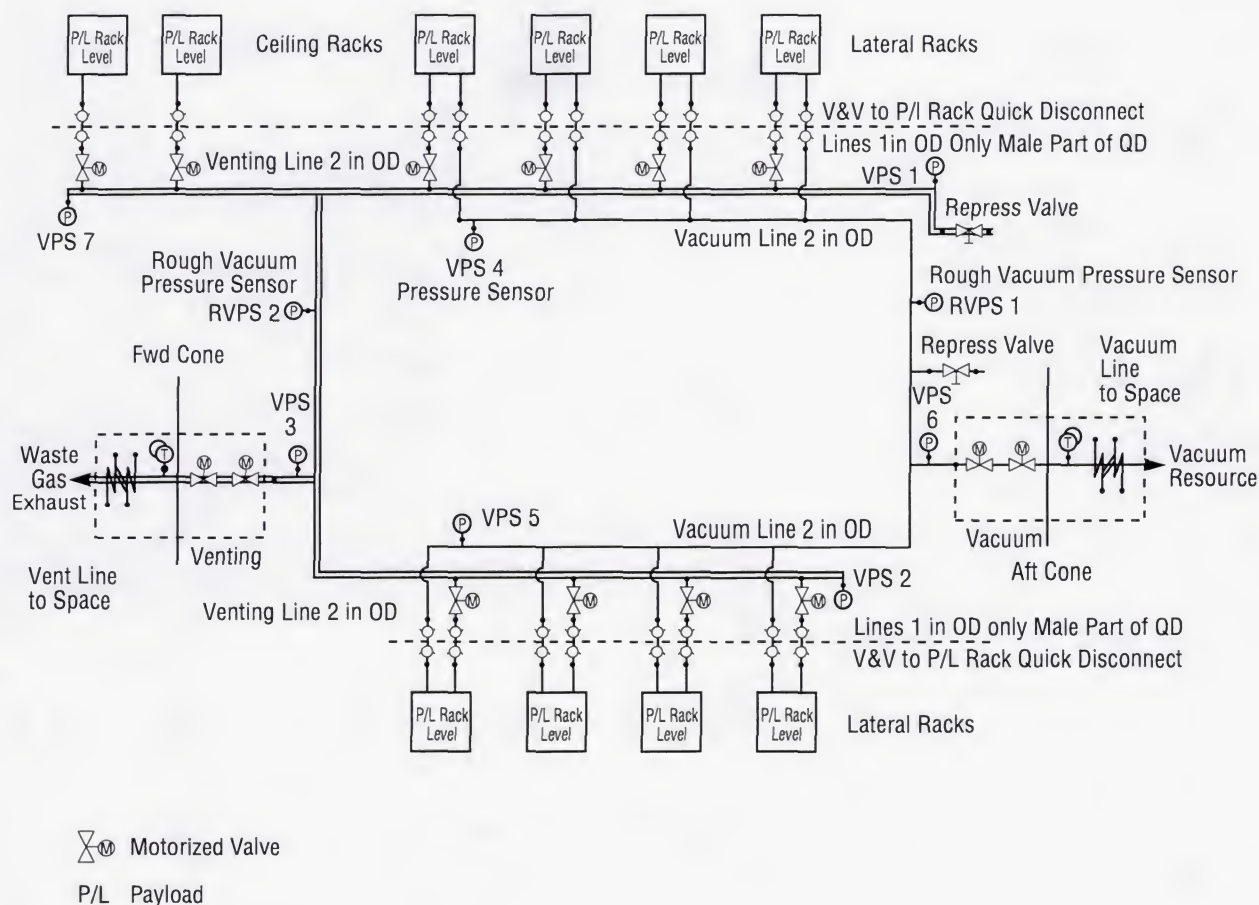 P/L Rack
Level
P/L Rack
Level
Ceiling Racks
P/L Rack
Level
P/L Rack
Level
P/L Rack
Level
P/L Rack
Level
Lateral Racks
V&V to P/l Rack Quick Disconnect
Lines 1in OD Only Male Part of QD
Venting Line 2 in OD
M
M
M
M
M
M
VPS 1
P
P
VPS 7
Repress Valve
P
VPS 4
Pressure Sensor
Vacuum Line 2 in OD
Rough Vacuum
Pressure Sensor
RVPS 2
P
Rough Vacuum Pressure Sensor
P
RVPS 1
Fwd Cone
Repress Valve
Vacuum
Line
to Space
VPS
3
VPS
6
Waste
Gas
Exhaust
T
M
M
P
P
M
M
T
Vacuum
Resource
Venting
Vacuum
Aft Cone
Vent Line
to Space
P
VPS 5
Vacuum Line 2 in OD
VPS 2
P
Venting Line 2 in OD
M
M
M
M
Lines 1 in OD only Male Part of QD
V&V to P/L Rack Quick Disconnect
P/L Rack
Level
P/L Rack
Level
P/L Rack
Level
P/L Rack
Level
Lateral Racks
M
Motorized Valve
P/L Payload